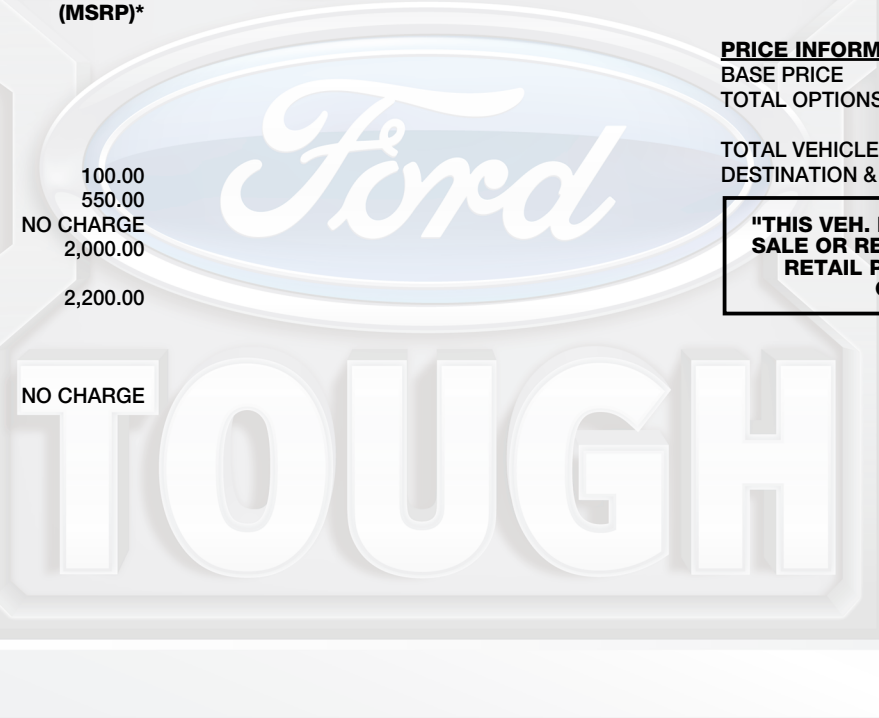 (MSRP)*
100.00
550.00
NO CHARGE
2,000.00
2,200.00
NO CHARGE
PRICE INFORM
BASE PRICE
TOTAL OPTIONS
TOTAL VEHICLE
DESTINATION &
"THIS VEH.
SALE OR RE
RETAIL P
Ford
TOUGH